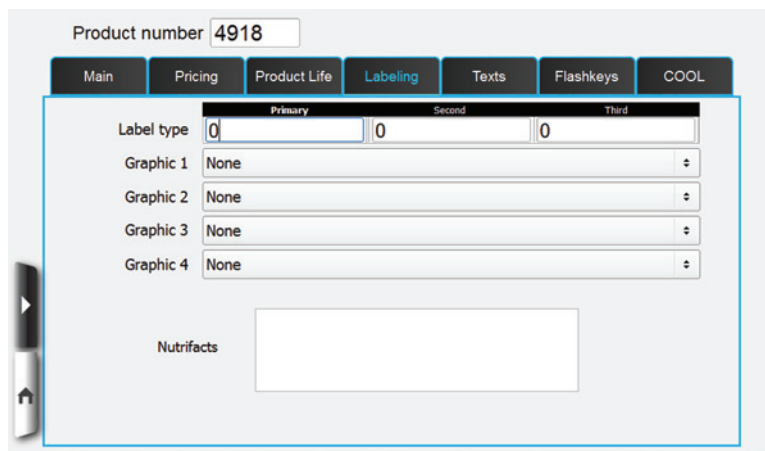 Product number 4918
Main Pricing Product Life Labeling Texts Flashkeys COOL
Primary Second Third
Label type 0 0 0
Graphic 1 None
Graphic 2 None
Graphic 3 None
Graphic 4 None
Nutrifacts